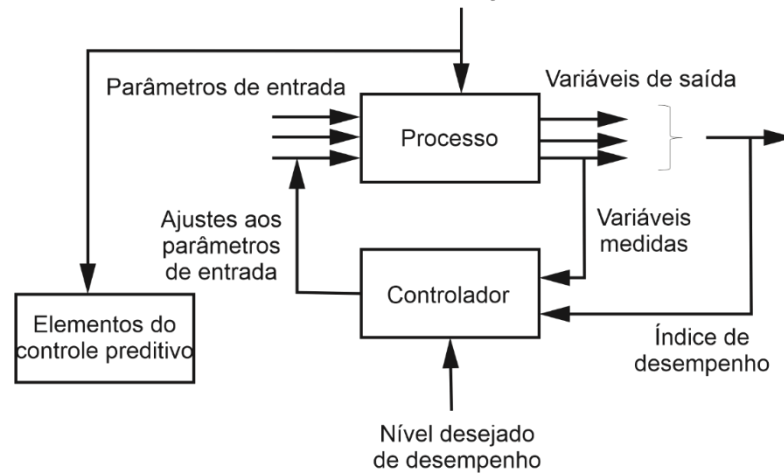 Parâmetros de entrada
Variáveis de saída
Processo
Ajustes aos
parâmetros
de entrada
Variáveis
medidas
Controlador
Elementos do
controle preditivo
Índice de
desempenho
Nível desejado
de desempenho